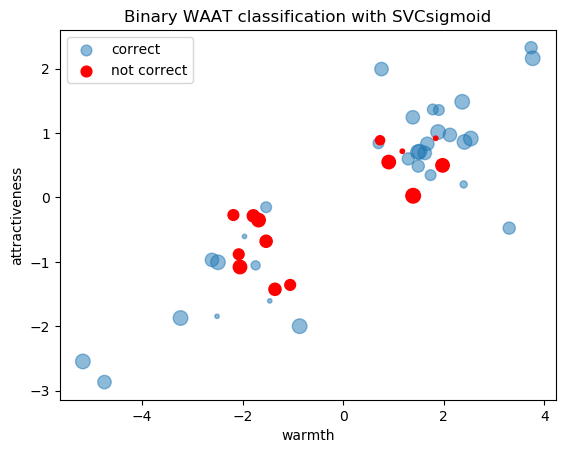 Binary WAAT classification with SVCsigmoid
correct
not correct
2
1
0
−1
−2
−3
attractiveness
−4
−2
0
2
4
warmth